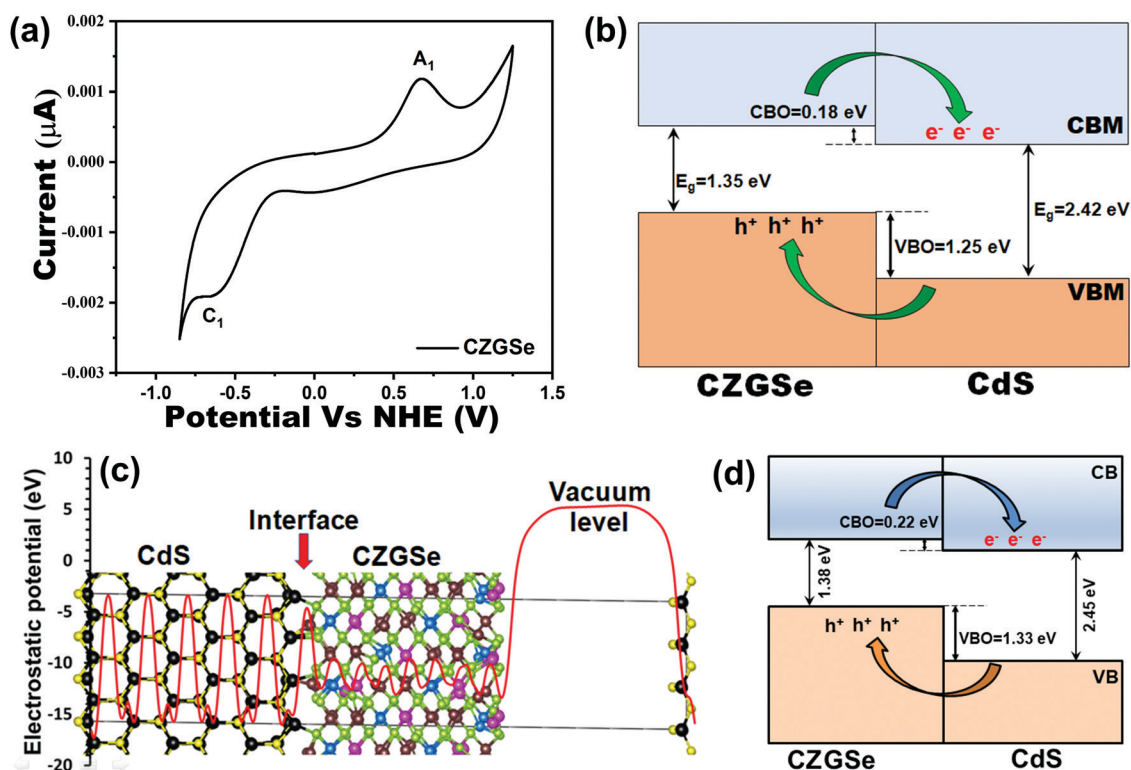 (a)
0.002
0.001
0.000
-0.001
-0.002
-0.003
Current (μA)
A₁
C₁
CZGSe
-1.0 -0.5 0.0 0.5 1.0 1.5
Potential Vs NHE (V)
(b)
CBO=0.18 eV
e⁻ e⁻ e⁻
CBM
E_g=1.35 eV
E_g=2.42 eV
h⁺ h⁺ h⁺
VBO=1.25 eV
VBM
CZGSe
CdS
(c)
10
5
0
-5
-10
-15
-20
Electrostatic potential (eV)
CdS
Interface
CZGSe
Vacuum
level
(d)
CB
CBO=0.22 eV
e⁻ e⁻ e⁻
1.38 eV
2.45 eV
h⁺ h⁺ h⁺
VBO=1.33 eV
VB
CZGSe
CdS